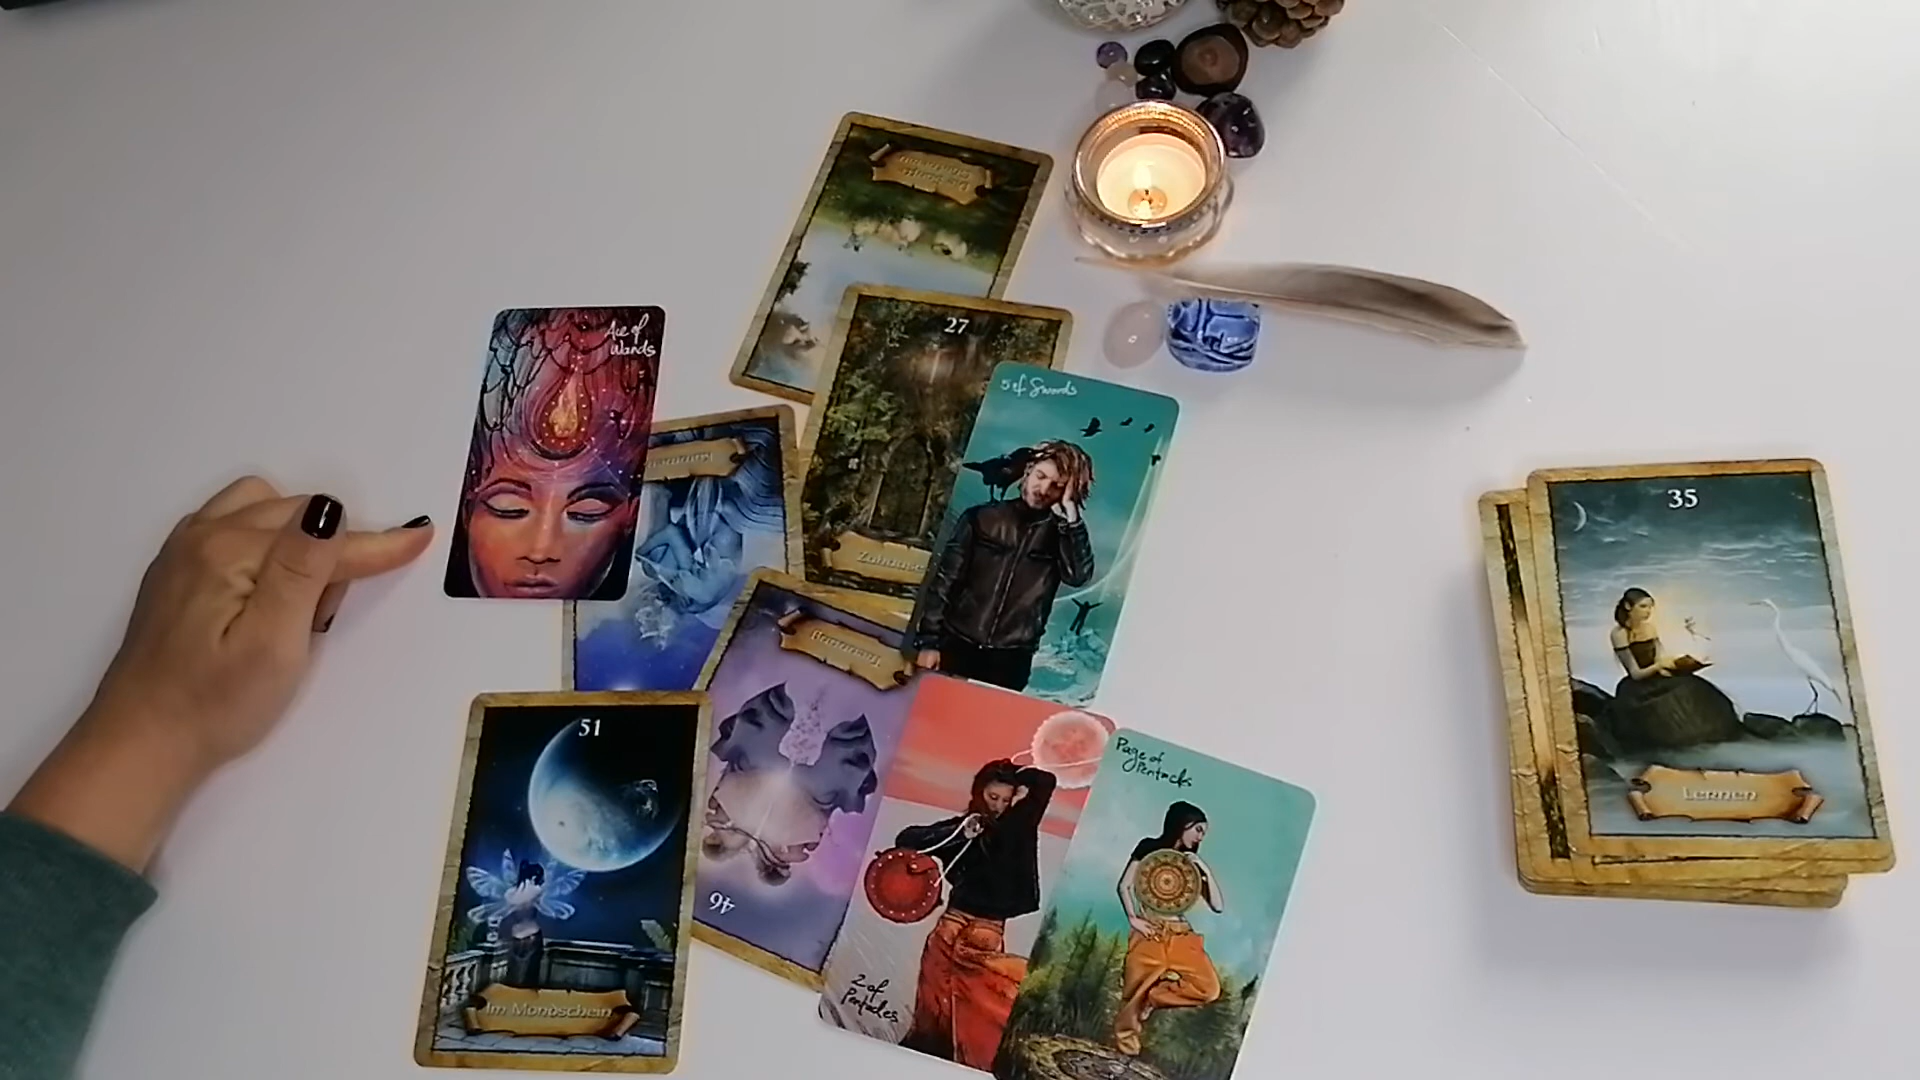 27
Zuhause
5 of Swords
Ace of
Wands
35
Lernen
51
Im Mondschein
46
2 of
Pentacles
Page of
Pentacls